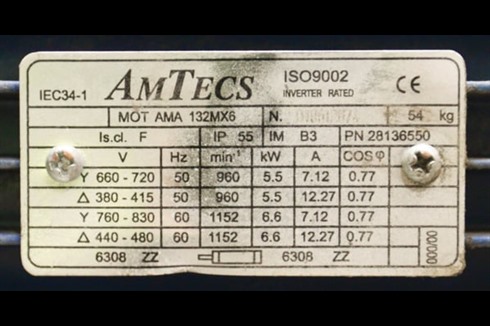 IEC34-1 AMTECS ISO9002 INVERTER RATED CE
MOT AMA 132MX6 N. 54 kg
Is.cl. F IP 55 IM B3 PN 28136550
V Hz min⁻¹ kW A COSφ
Y 660 - 720 50 960 5.5 7.12 0.77
Δ 380 - 415 50 960 5.5 12.27 0.77
Y 760 - 830 60 1152 6.6 7.12 0.77
Δ 440 - 480 60 1152 6.6 12.27 0.77
6308 ZZ 6308 ZZ